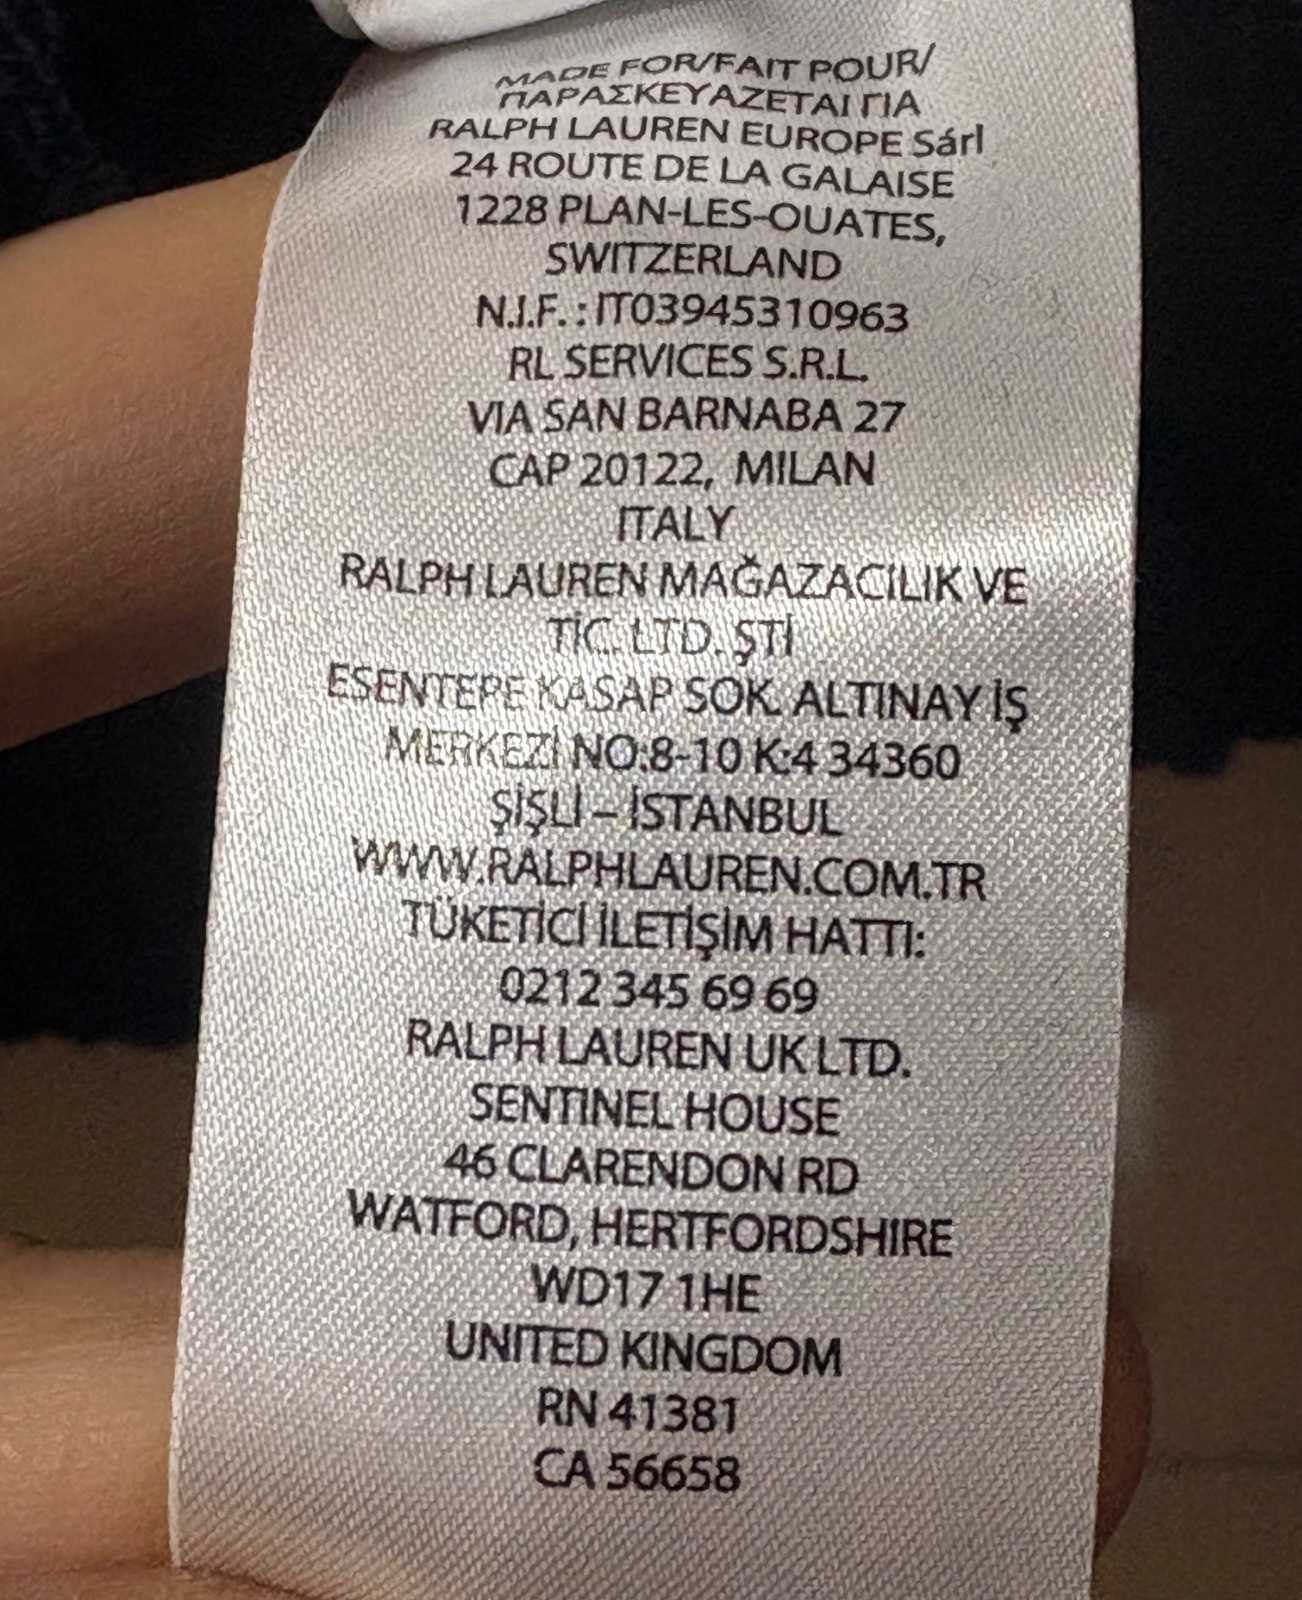 MADE FOR/FAIT POUR/
ΠΑΡΑΣΚΕΥΑΖΕΤΑΙ ΓΙΑ
RALPH LAUREN EUROPE Sárl
24 ROUTE DE LA GALAISE
1228 PLAN-LES-OUATES,
SWITZERLAND
N.I.F. : IT03945310963
RL SERVICES S.R.L.
VIA SAN BARNABA 27
CAP 20122, MILAN
ITALY
RALPH LAUREN MAĞAZACILIK VE
TİC. LTD. ŞTİ
ESENTEPE KASAP SOK. ALTINAY İŞ
MERKEZİ NO:8-10 K:4 34360
ŞİŞLİ – İSTANBUL
WWW.RALPHLAUREN.COM.TR
TÜKETİCİ İLETİŞİM HATTI:
0212 345 69 69
RALPH LAUREN UK LTD.
SENTINEL HOUSE
46 CLARENDON RD
WATFORD, HERTFORDSHIRE
WD17 1HE
UNITED KINGDOM
RN 41381
CA 56658